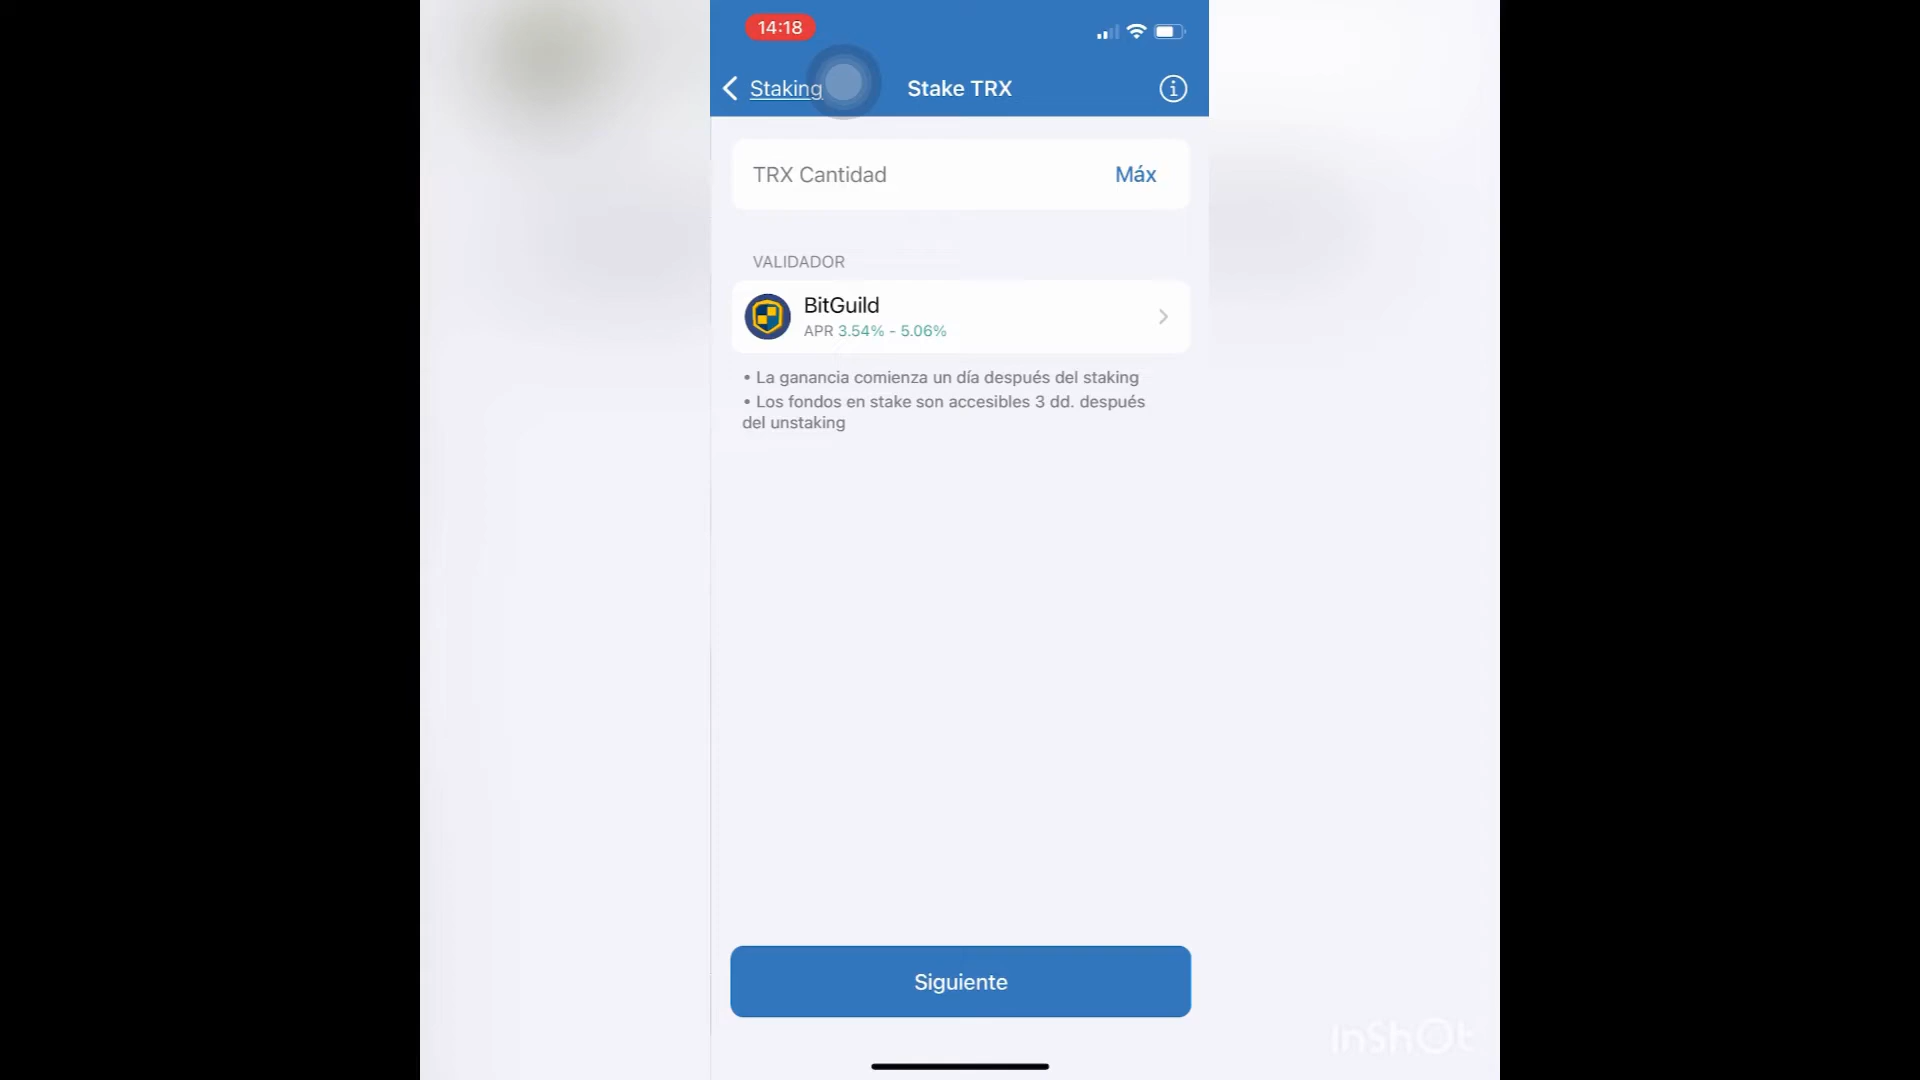 14:18
Staking
Stake TRX
TRX Cantidad
Máx
VALIDADOR
BitGuild
APR 3.54% - 5.06%
• La ganancia comienza un día después del staking
• Los fondos en stake son accesibles 3 dd. después
del unstaking
Siguiente
InShOt